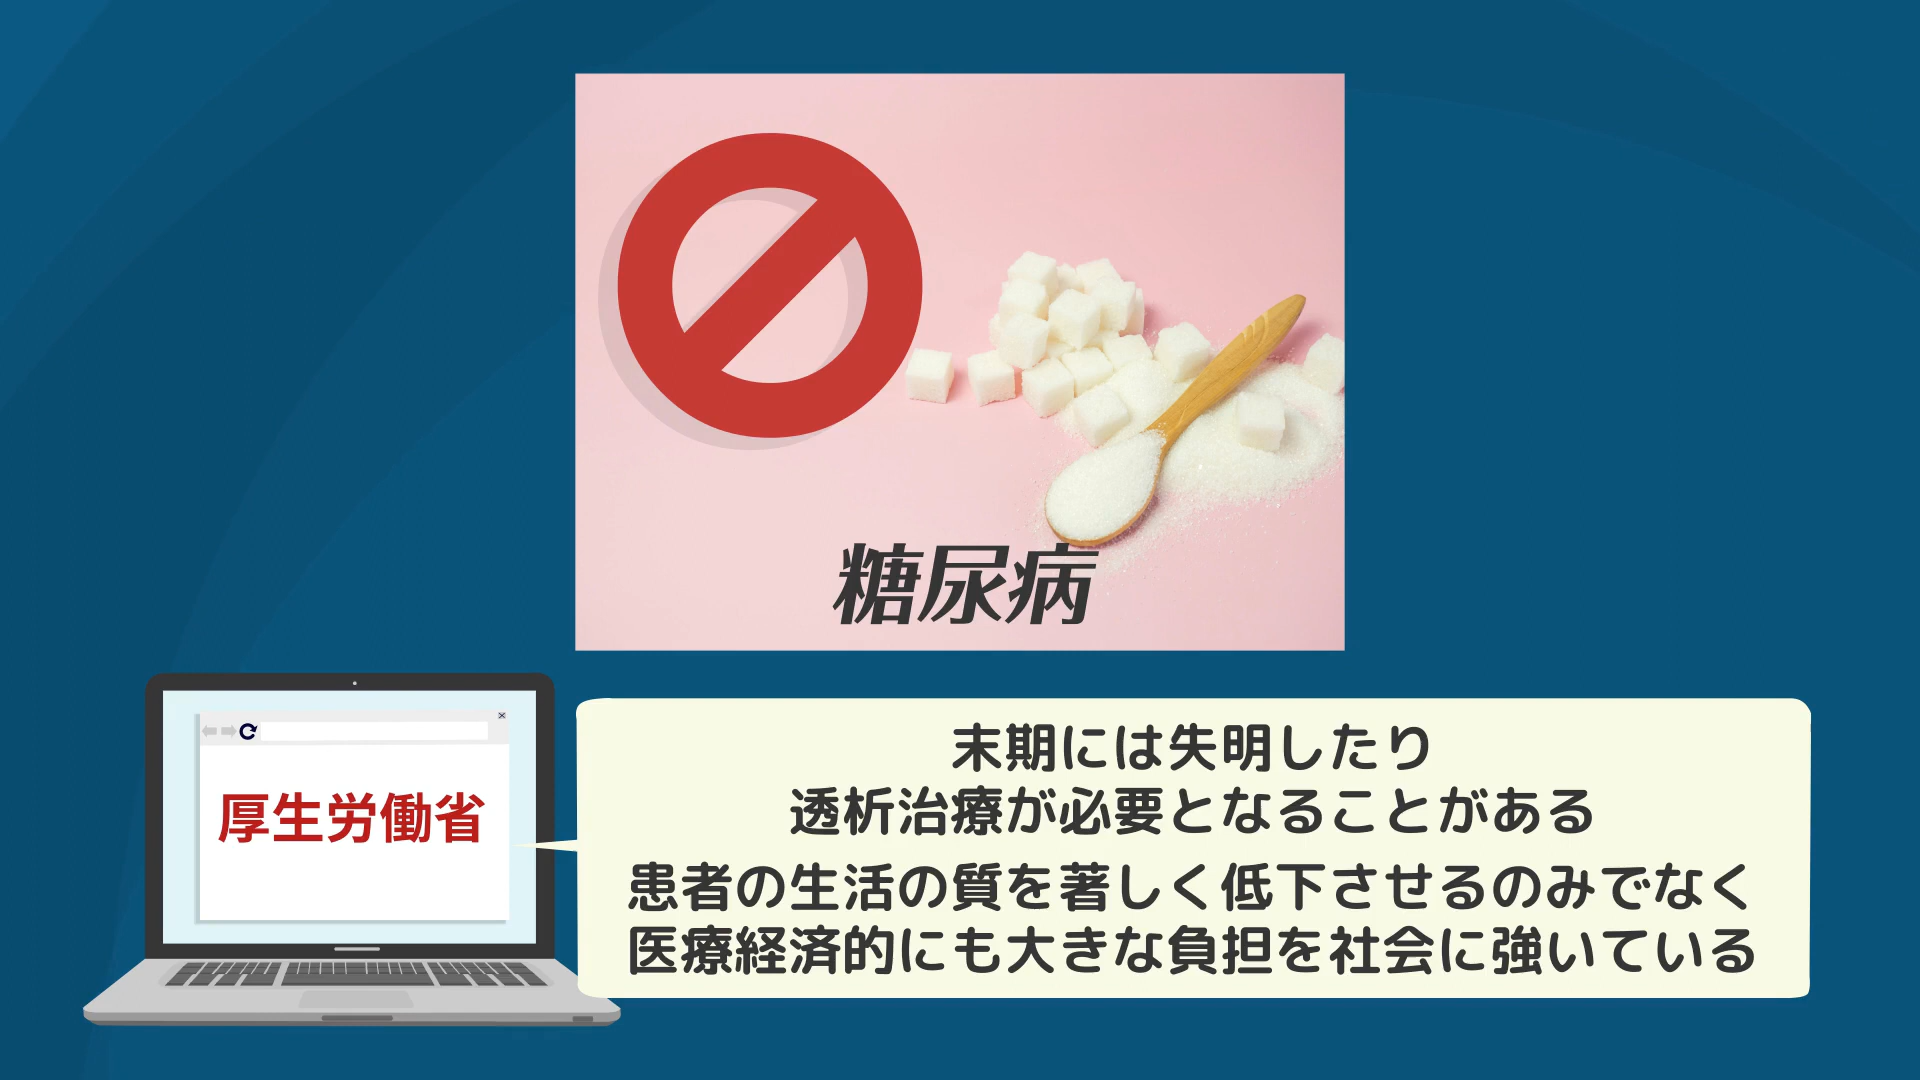 糖尿病
厚生労働省
末期には失明したり
透析治療が必要となることがある
患者の生活の質を著しく低下させるのみでなく
医療経済的にも大きな負担を社会に強いている